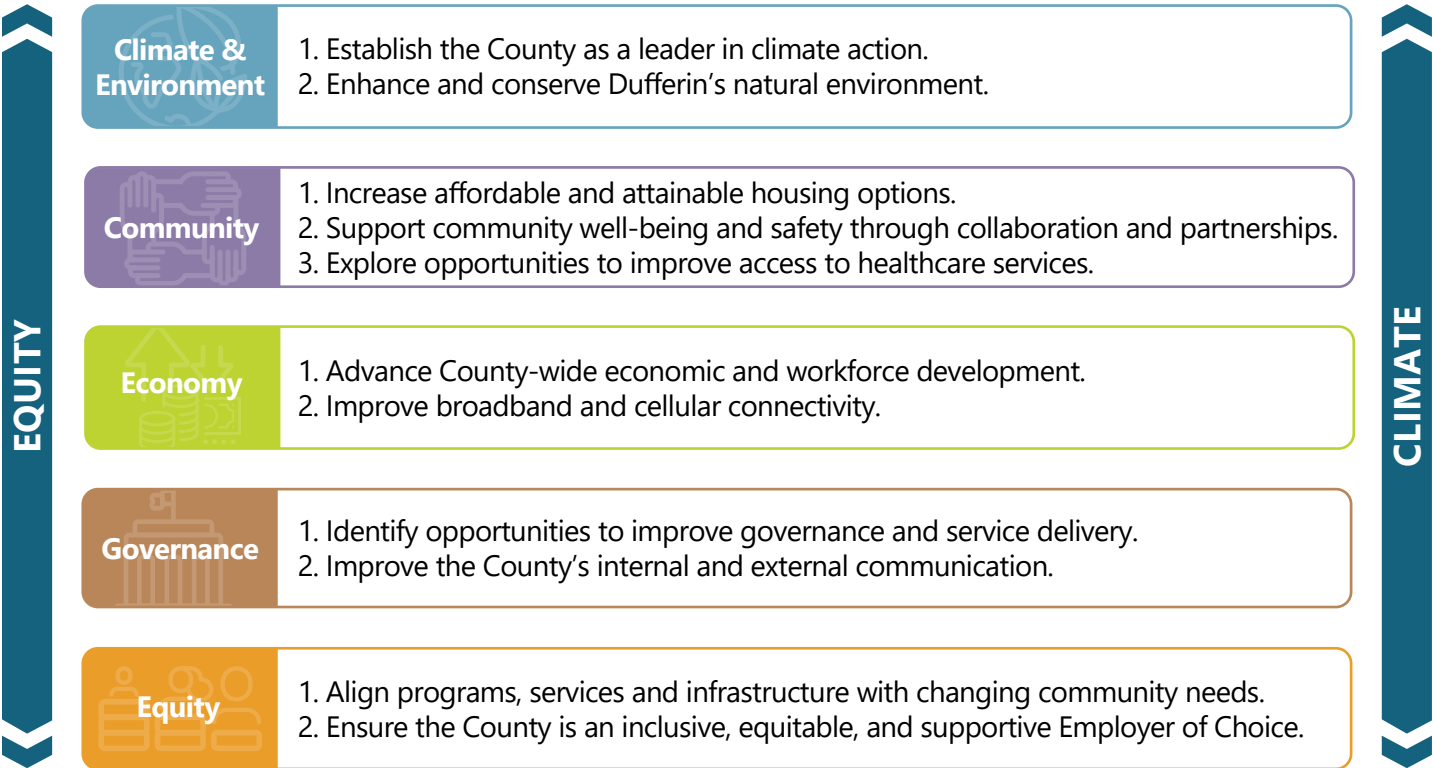 EQUITY
Climate &
Environment
1. Establish the County as a leader in climate action.
2. Enhance and conserve Dufferin's natural environment.
Community
1. Increase affordable and attainable housing options.
2. Support community well-being and safety through collaboration and partnerships.
3. Explore opportunities to improve access to healthcare services.
Economy
1. Advance County-wide economic and workforce development.
2. Improve broadband and cellular connectivity.
Governance
1. Identify opportunities to improve governance and service delivery.
2. Improve the County's internal and external communication.
Equity
1. Align programs, services and infrastructure with changing community needs.
2. Ensure the County is an inclusive, equitable, and supportive Employer of Choice.
CLIMATE